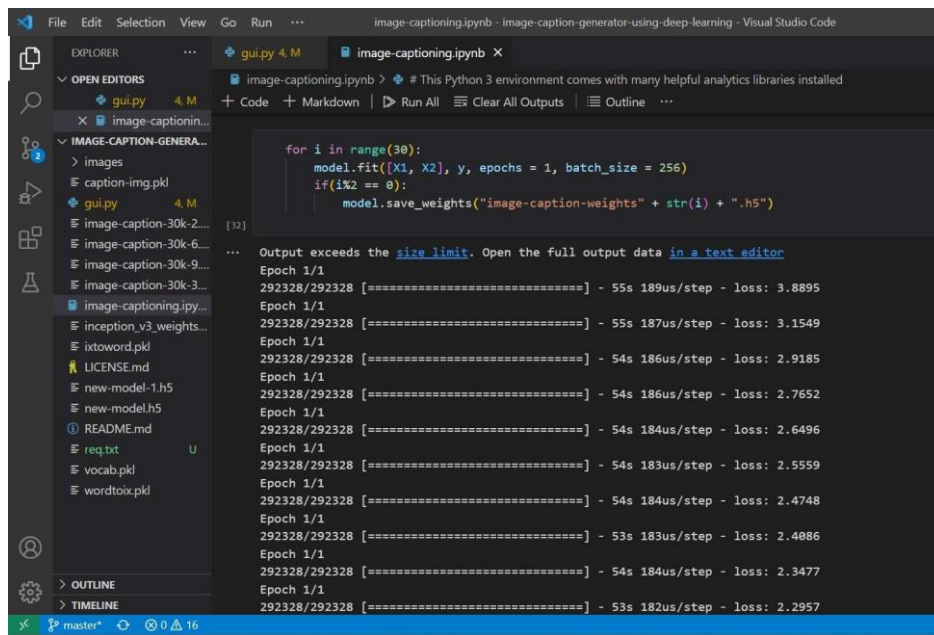 File Edit Selection View Go Run ··· image-captioning.ipynb - image-caption-generator-using-deep-learning - Visual Studio Code
EXPLORER ···
OPEN EDITORS
gui.py 4, M
image-captionin...
IMAGE-CAPTION-GENERA...
images
caption-img.pkl
gui.py 4, M
image-caption-30k-2....
image-caption-30k-6....
image-caption-30k-9....
image-caption-30k-3...
image-captioning.ipy...
inception_v3_weights...
ixtoword.pkl
LICENSE.md
new-model-1.h5
new-model.h5
README.md
req.txt U
vocab.pkl
wordtoix.pkl
OUTLINE
TIMELINE
2
gui.py 4, M image-captioning.ipynb ×
image-captioning.ipynb > # This Python 3 environment comes with many helpful analytics libraries installed
+ Code + Markdown | Run All Clear All Outputs | Outline ···
for i in range(30):
model.fit([X1, X2], y, epochs = 1, batch_size = 256)
if(i%2 == 0):
model.save_weights("image-caption-weights" + str(i) + ".h5")
[32]
··· Output exceeds the size limit. Open the full output data in a text editor
Epoch 1/1
292328/292328 [==============================] - 55s 189us/step - loss: 3.8895
Epoch 1/1
292328/292328 [==============================] - 55s 187us/step - loss: 3.1549
Epoch 1/1
292328/292328 [==============================] - 54s 186us/step - loss: 2.9185
Epoch 1/1
292328/292328 [==============================] - 54s 186us/step - loss: 2.7652
Epoch 1/1
292328/292328 [==============================] - 54s 184us/step - loss: 2.6496
Epoch 1/1
292328/292328 [==============================] - 54s 183us/step - loss: 2.5559
Epoch 1/1
292328/292328 [==============================] - 54s 184us/step - loss: 2.4748
Epoch 1/1
292328/292328 [==============================] - 53s 183us/step - loss: 2.4086
Epoch 1/1
292328/292328 [==============================] - 54s 184us/step - loss: 2.3477
Epoch 1/1
292328/292328 [==============================] - 53s 182us/step - loss: 2.2957
master* 0 16